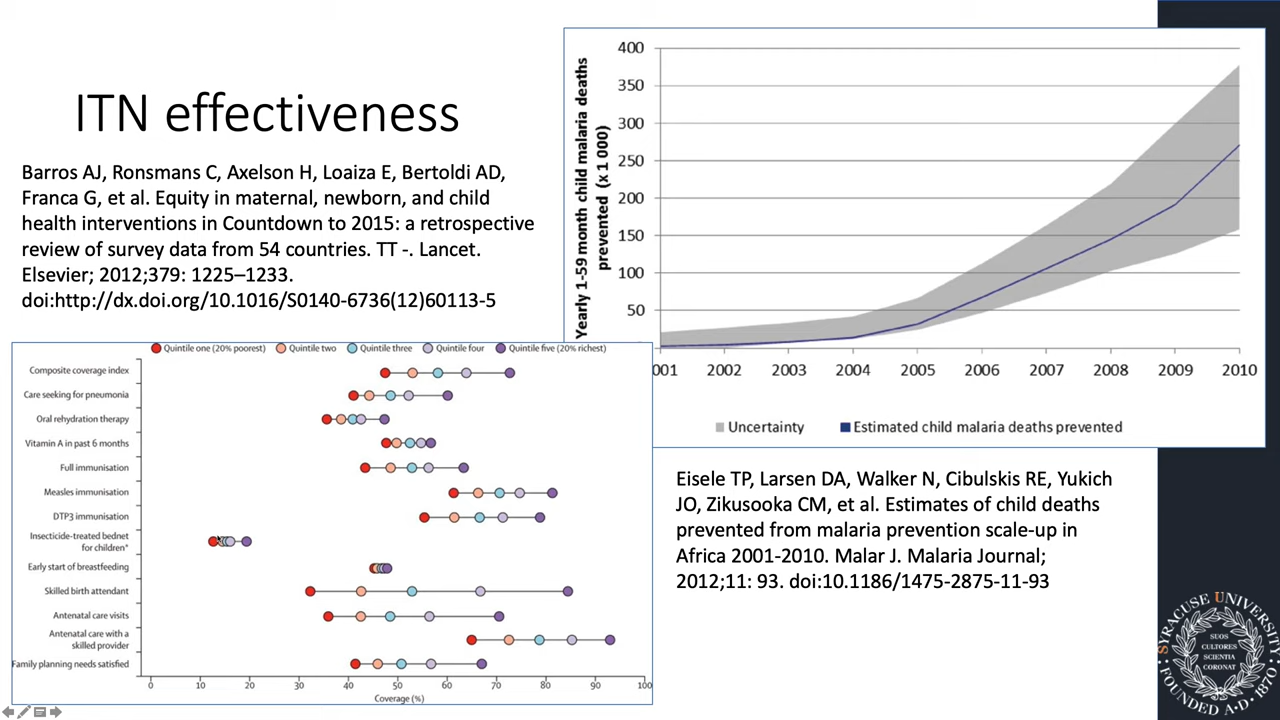 ITN effectiveness
Barros AJ, Ronsmans C, Axelson H, Loaiza E, Bertoldi AD,
Franca G, et al. Equity in maternal, newborn, and child
health interventions in Countdown to 2015: a retrospective
review of survey data from 54 countries. TT -. Lancet.
Elsevier; 2012;379: 1225–1233.
doi:http://dx.doi.org/10.1016/S0140-6736(12)60113-5
Yearly 1-59 month child malaria deaths
prevented (x 1 000)
400
350
300
250
200
150
100
50
001 2002 2003 2004 2005 2006 2007 2008 2009 2010
Uncertainty Estimated child malaria deaths prevented
Quintile one (20% poorest) Quintile two Quintile three Quintile four Quintile five (20% richest)
Composite coverage index
Care seeking for pneumonia
Oral rehydration therapy
Vitamin A in past 6 months
Full immunisation
Measles immunisation
DTP3 immunisation
Insecticide-treated bednet
for children*
Early start of breastfeeding
Skilled birth attendant
Antenatal care visits
Antenatal care with a
skilled provider
Family planning needs satisfied
0 10 20 30 40 50 60 70 80 90 100
Coverage (%)
Eisele TP, Larsen DA, Walker N, Cibulskis RE, Yukich
JO, Zikusooka CM, et al. Estimates of child deaths
prevented from malaria prevention scale-up in
Africa 2001-2010. Malar J. Malaria Journal;
2012;11: 93. doi:10.1186/1475-2875-11-93
SYRACUSE UNIVERSITY
FOUNDED A·D·1870
SUOS
CULTORES
SCIENTIA
CORONAT